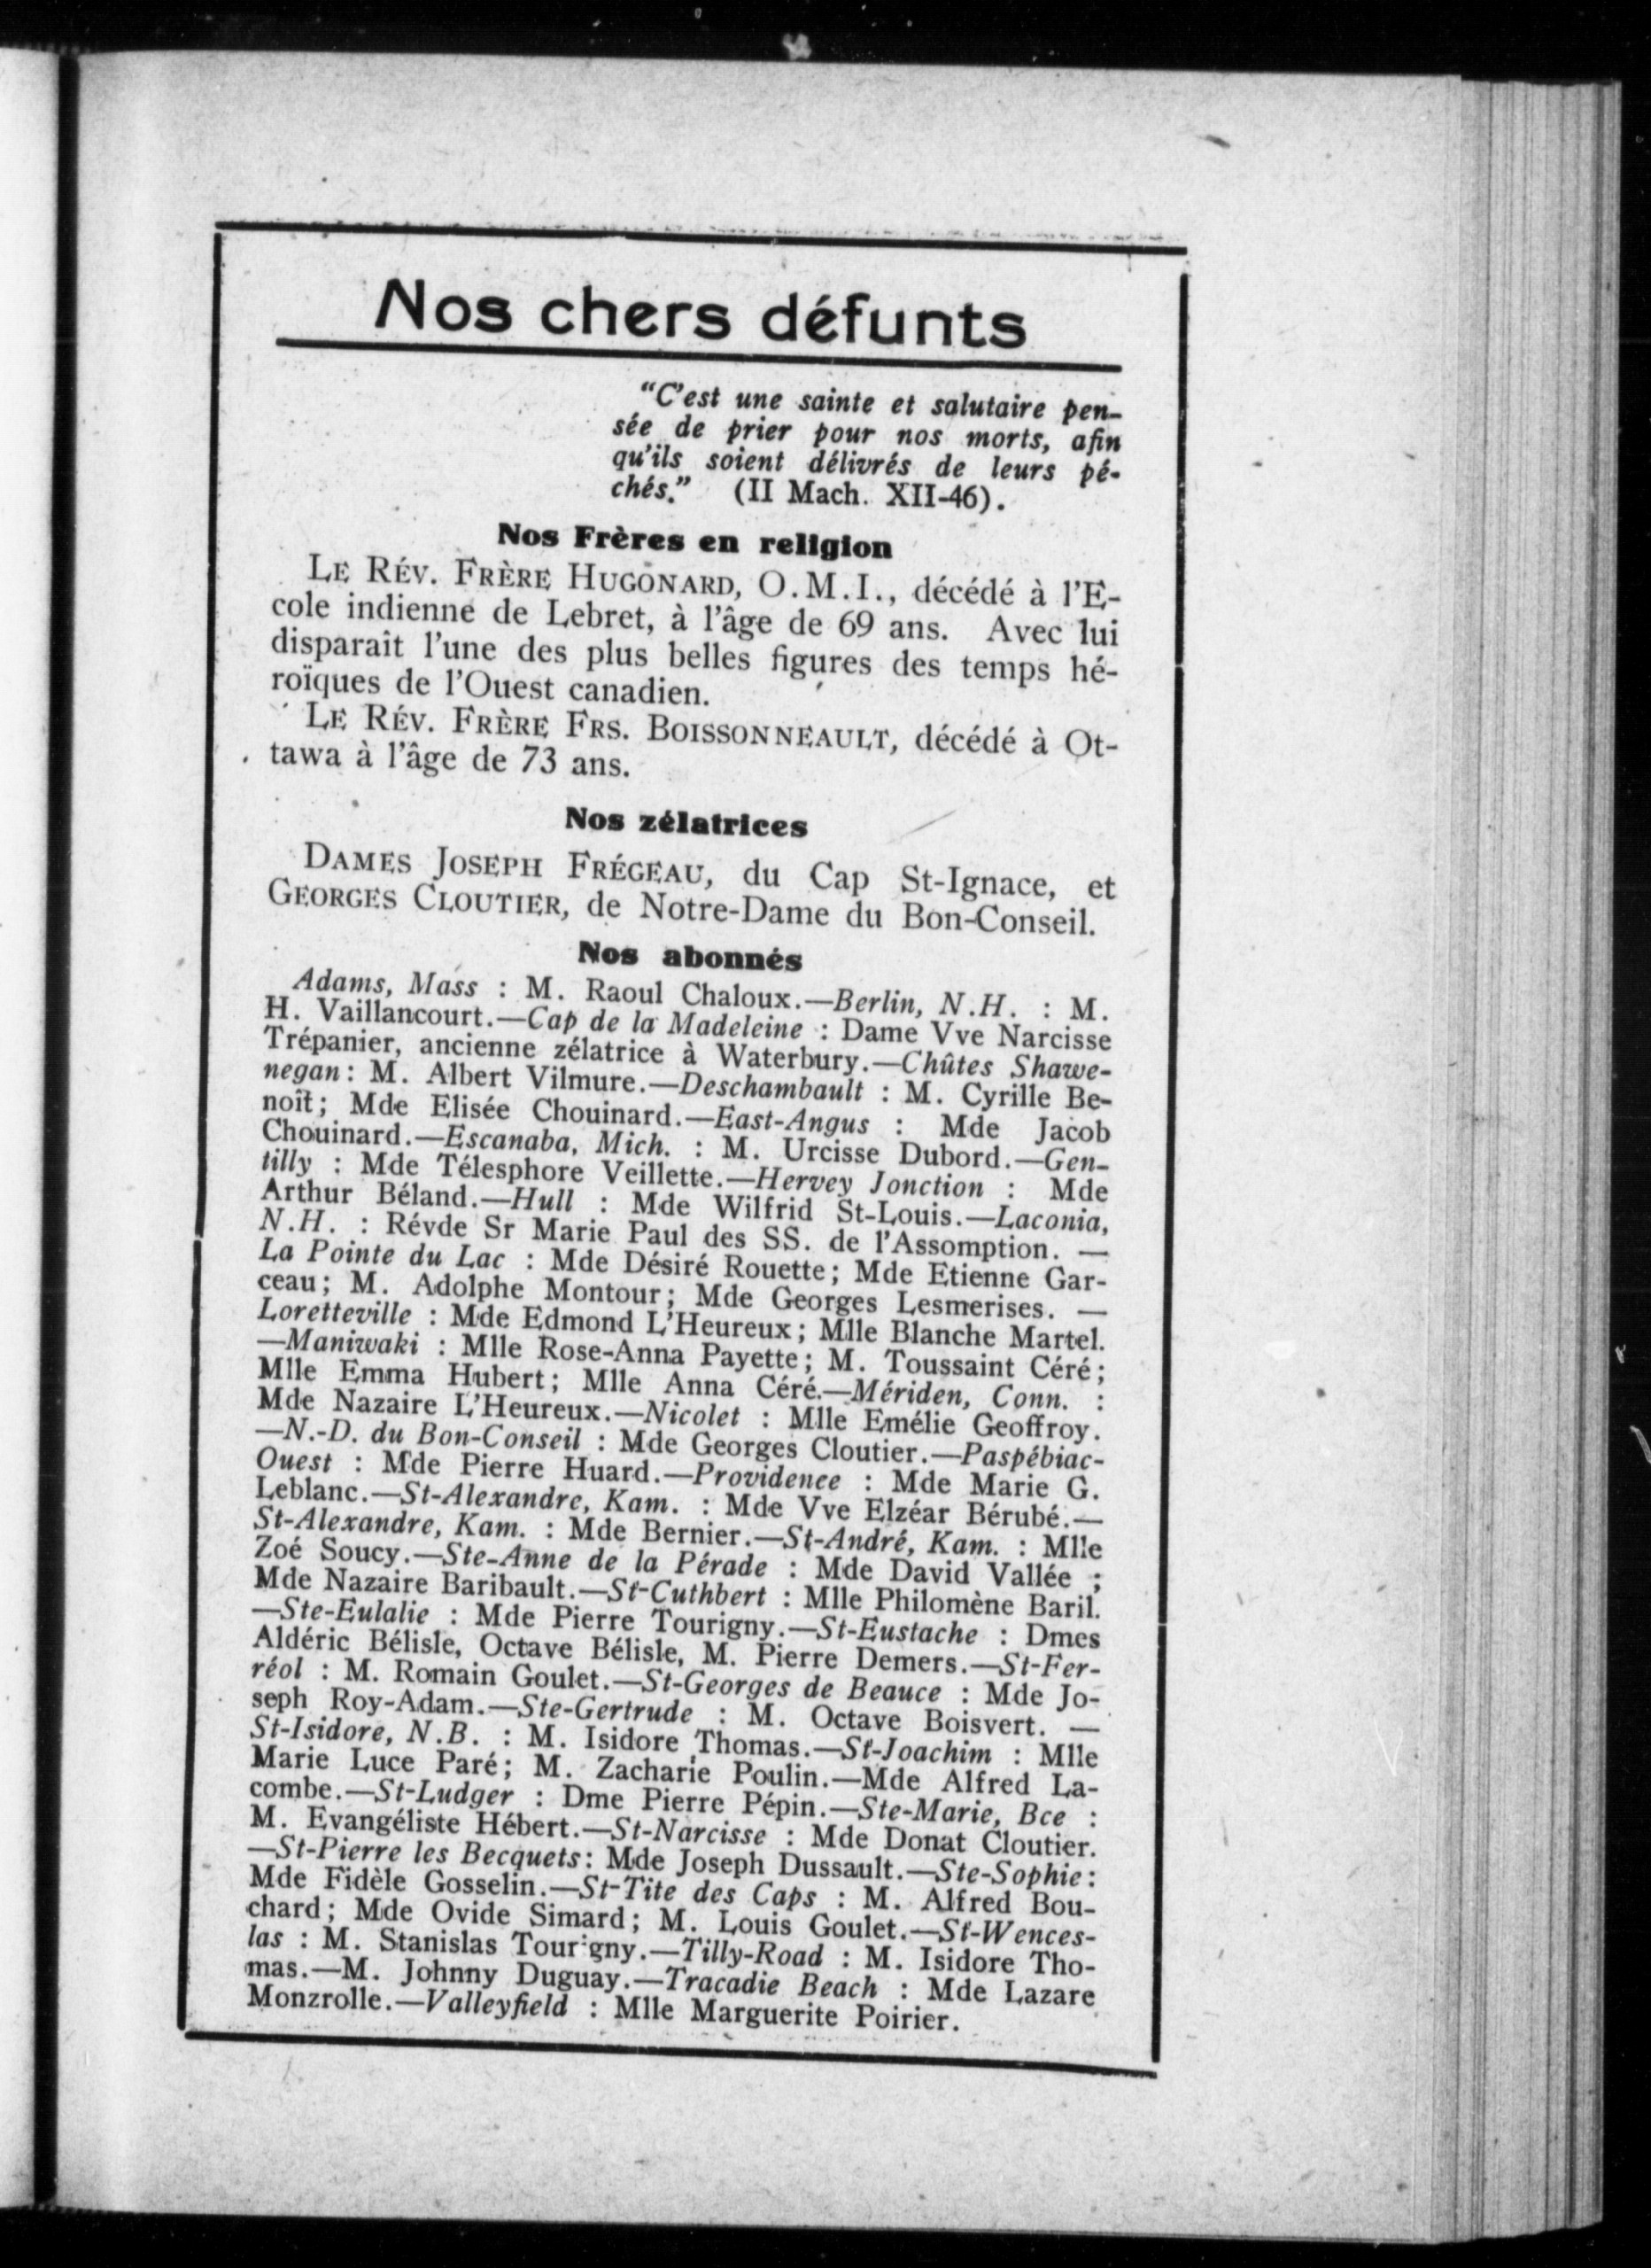 Nos chers défunts
“C’est une sainte et salutaire pen-
sée de prier pour nos morts, afin
qu’ils soient délivrés de leurs pé-
chés.” (II Mach. XII-46).
Nos Frères en religion
LE RÉV. FRÈRE HUGONARD, O.M.I., décédé à l’E-
cole indienne de Lebret, à l’âge de 69 ans. Avec lui
disparaît l’une des plus belles figures des temps hé-
roïques de l’Ouest canadien.
LE RÉV. FRÈRE FRS. BOISSONNEAULT, décédé à Ot-
tawa à l’âge de 73 ans.
Nos zélatrices
DAMES JOSEPH FRÉGEAU, du Cap St-Ignace, et
GEORGES CLOUTIER, de Notre-Dame du Bon-Conseil.
Nos abonnés
Adams, Mass : M. Raoul Chaloux.—Berlin, N.H. : M.
H. Vaillancourt.—Cap de la Madeleine : Dame Vve Narcisse
Trépanier, ancienne zélatrice à Waterbury.—Chûtes Shawe-
negan: M. Albert Vilmure.—Deschambault : M. Cyrille Be-
noît; Mde Elisée Chouinard.—East-Angus : Mde Jacob
Chouinard.—Escanaba, Mich. : M. Urcisse Dubord.—Gen-
tilly : Mde Télesphore Veillette.—Hervey Jonction : Mde
Arthur Béland.—Hull : Mde Wilfrid St-Louis.—Laconia,
N.H. : Révde Sr Marie Paul des SS. de l’Assomption. —
La Pointe du Lac : Mde Désiré Rouette; Mde Etienne Gar-
ceau; M. Adolphe Montour; Mde Georges Lesmerises. —
Loretteville : Mde Edmond L’Heureux; Mlle Blanche Martel.
—Maniwaki : Mlle Rose-Anna Payette; M. Toussaint Céré;
Mlle Emma Hubert; Mlle Anna Céré.—Mériden, Conn. :
Mde Nazaire L’Heureux.—Nicolet : Mlle Emélie Geoffroy.
—N.-D. du Bon-Conseil : Mde Georges Cloutier.—Paspébiac-
Ouest : Mde Pierre Huard.—Providenee : Mde Marie G.
Leblanc.—St-Alexandre, Kam. : Mde Vve Elzéar Bérubé.—
St-Alexandre, Kam. : Mde Bernier.—St-André, Kam. : Mlle
Zoé Soucy.—Ste-Anne de la Pérade : Mde David Vallée ;
Mde Nazaire Baribault.—St-Cuthbert : Mlle Philomène Baril.
—Ste-Eulalie : Mde Pierre Tourigny.—St-Eustache : Dmes
Aldéric Bélisle, Octave Bélisle, M. Pierre Demers.—St-Fer-
réol : M. Romain Goulet.—St-Georges de Beauce : Mde Jo-
seph Roy-Adam.—Ste-Gertrude : M. Octave Boisvert. —
St-Isidore, N.B. : M. Isidore Thomas.—St-Joachim : Mlle
Marie Luce Paré; M. Zacharie Poulin.—Mde Alfred La-
combe.—St-Ludger : Dme Pierre Pépin.—Ste-Marie, Bce :
M. Evangéliste Hébert.—St-Narcisse : Mde Donat Cloutier.
—St-Pierre les Becquets: Mde Joseph Dussault.—Ste-Sophie:
Mde Fidèle Gosselin.—St-Tite des Caps : M. Alfred Bou-
chard; Mde Ovide Simard; M. Louis Goulet.—St-Wences-
las : M. Stanislas Tourigny.—Tilly-Road : M. Isidore Tho-
mas.—M. Johnny Duguay.—Tracadie Beach : Mde Lazare
Monzrolle.—Valleyfield : Mlle Marguerite Poirier.